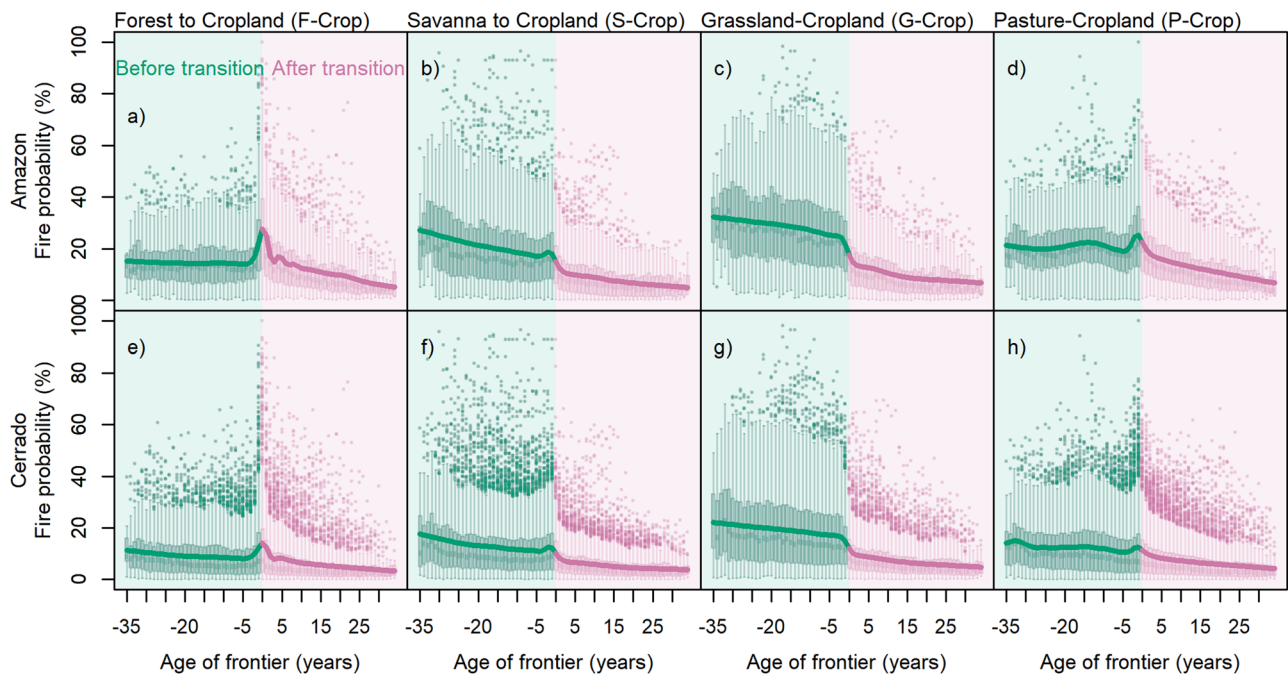 Forest to Cropland (F-Crop) Savanna to Cropland (S-Crop) Grassland-Cropland (G-Crop) Pasture-Cropland (P-Crop)
Before transition After transition
a) b) c) d)
Amazon
Fire probability (%)
0 20 40 60 80 100
e) f) g) h)
Cerrado
Fire probability (%)
0 20 40 60 80 100
-35 -20 -5 5 15 25 -35 -20 -5 5 15 25 -35 -20 -5 5 15 25 -35 -20 -5 5 15 25
Age of frontier (years) Age of frontier (years) Age of frontier (years) Age of frontier (years)